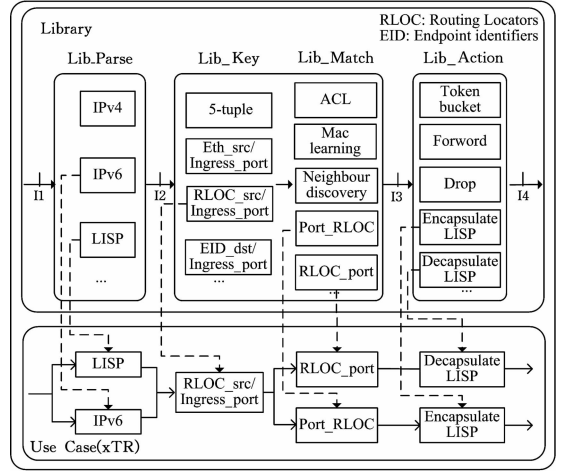 RLOC: Routing Locators
Library
EID: Endpoint identifiers
Lib_Parse
Lib_Key
Lib_Match
Lib_Action
IPv4
IPv6
LISP
...
5-tuple
Eth_src/
Ingress_port
RLOC_src/
Ingress_port
EID_dst/
Ingress_port
...
ACL
Mac
learning
Neighbour
discovery
Port_RLOC
RLOC_port
...
Token
bucket
Forword
Drop
Encapsulate
LISP
Decapsulate
LISP
...
I1
I2
I3
I4
LISP
IPv6
RLOC_src/
Ingress_port
RLOC_port
Port_RLOC
Decapsulate
LISP
Encapsulate
LISP
Use Case(xTR)